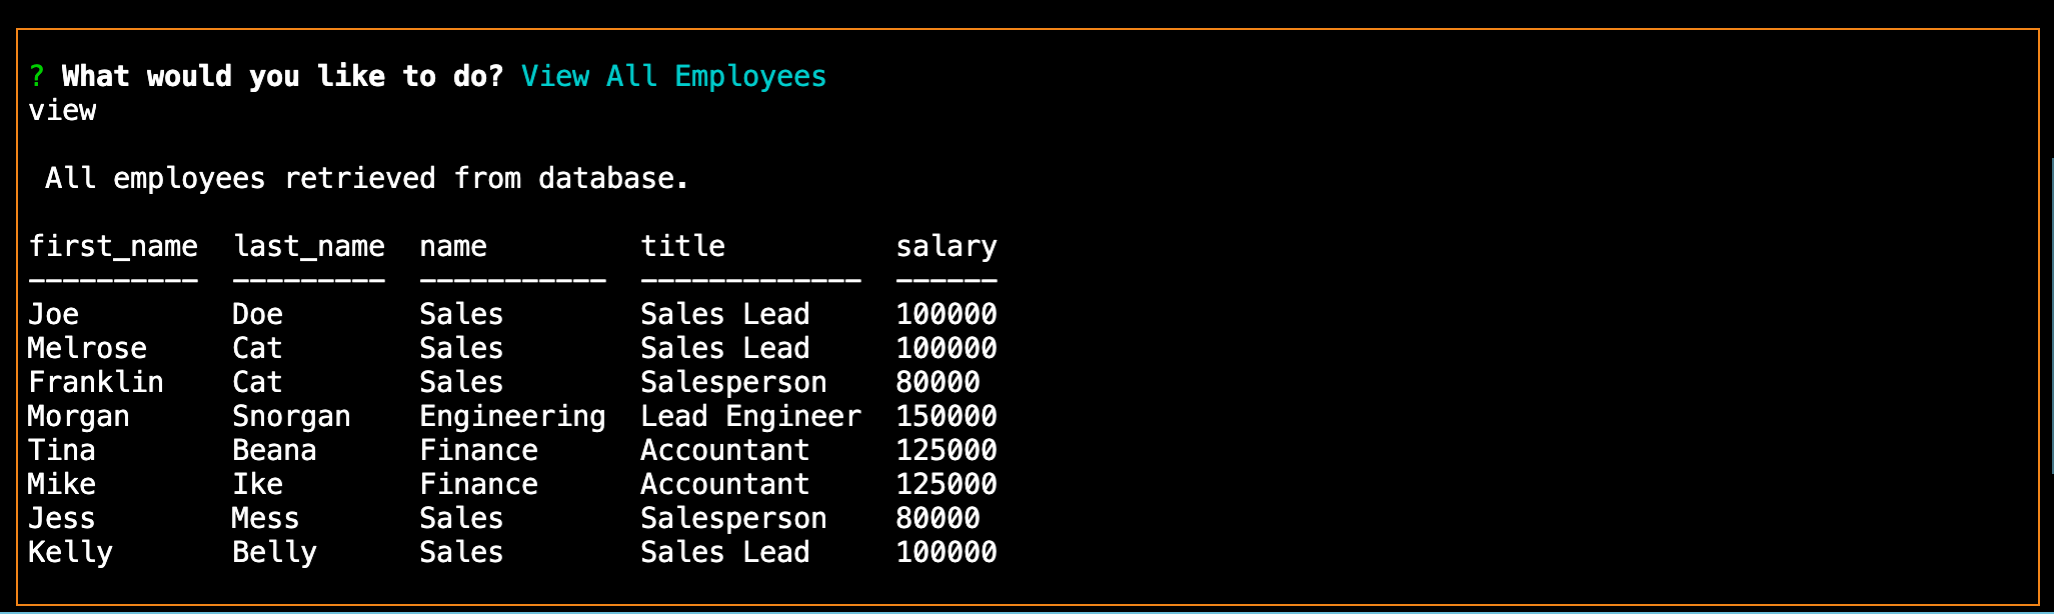 ? What would you like to do? View All Employees
view
All employees retrieved from database.
first_name  last_name  name         title          salary
----------  ---------  -----------  -------------  ------
Joe         Doe        Sales        Sales Lead     100000
Melrose     Cat        Sales        Sales Lead     100000
Franklin    Cat        Sales        Salesperson    80000
Morgan      Snorgan    Engineering  Lead Engineer  150000
Tina        Beana      Finance      Accountant     125000
Mike        Ike        Finance      Accountant     125000
Jess        Mess       Sales        Salesperson    80000
Kelly       Belly      Sales        Sales Lead     100000